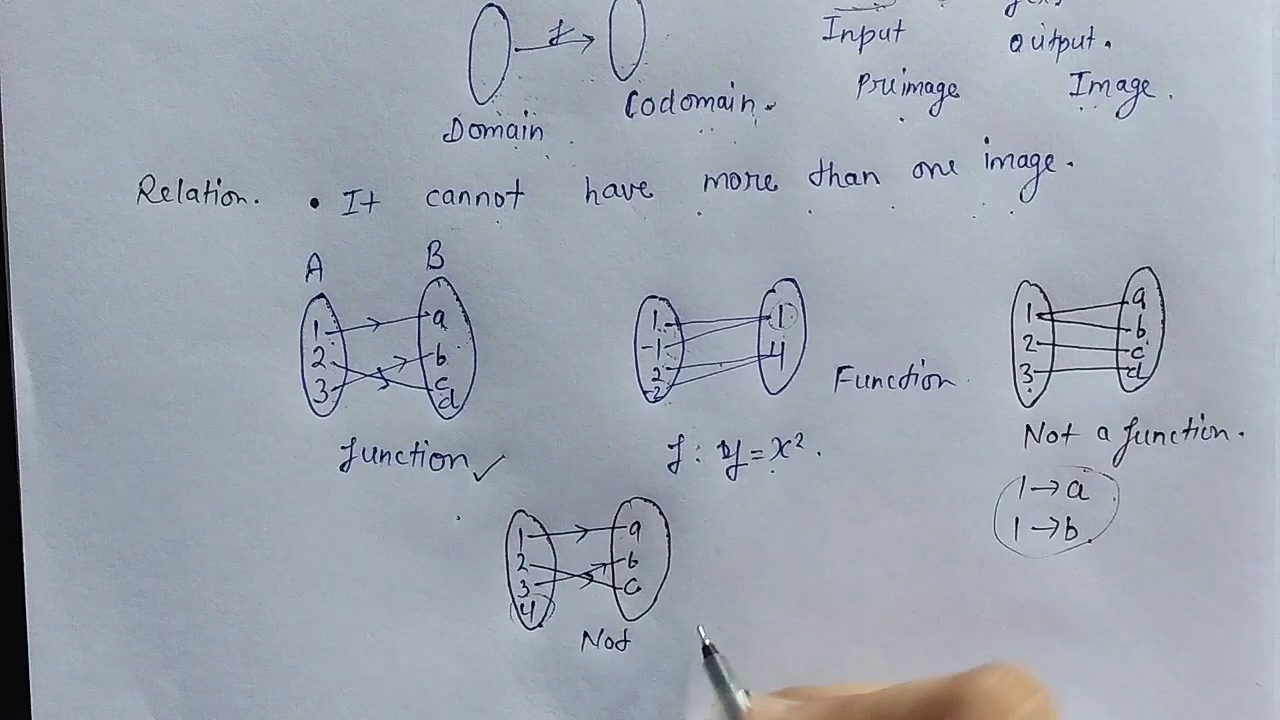 f
Input
output.
Domain
Codomain.
Preimage
Image.
Relation. • It cannot have more than one image.
A B
1 a
2 b
3 c
d
function ✓
1 1
-1 4
2
-2
f: y = x².
Function
1 a
2 b
3 c
d
Not a function.
1 → a
1 → b
1 a
2 b
3 c
4
Not